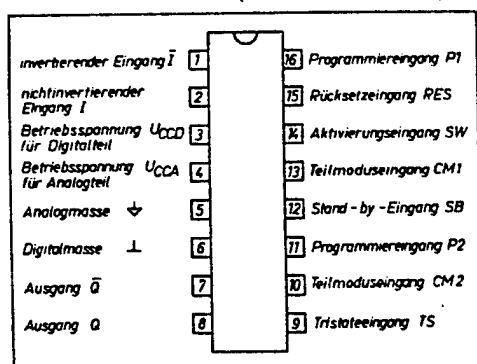 invertierender Eingang Ī 1
nichtinvertierender
Eingang I 2
Betriebsspannung UCCD
für Digitalteil 3
Betriebsspannung UCCA
für Analogteil 4
Analogmasse 5
Digitalmasse ⊥ 6
Ausgang Q̄ 7
Ausgang Q 8
16 Programmiereingang P1
15 Rücksetzeingang RES
14 Aktivierungseingang SW
13 Teilmoduseingang CM1
12 Stand-by-Eingang SB
11 Programmiereingang P2
10 Teilmoduseingang CM2
9 Tristateeingang TS